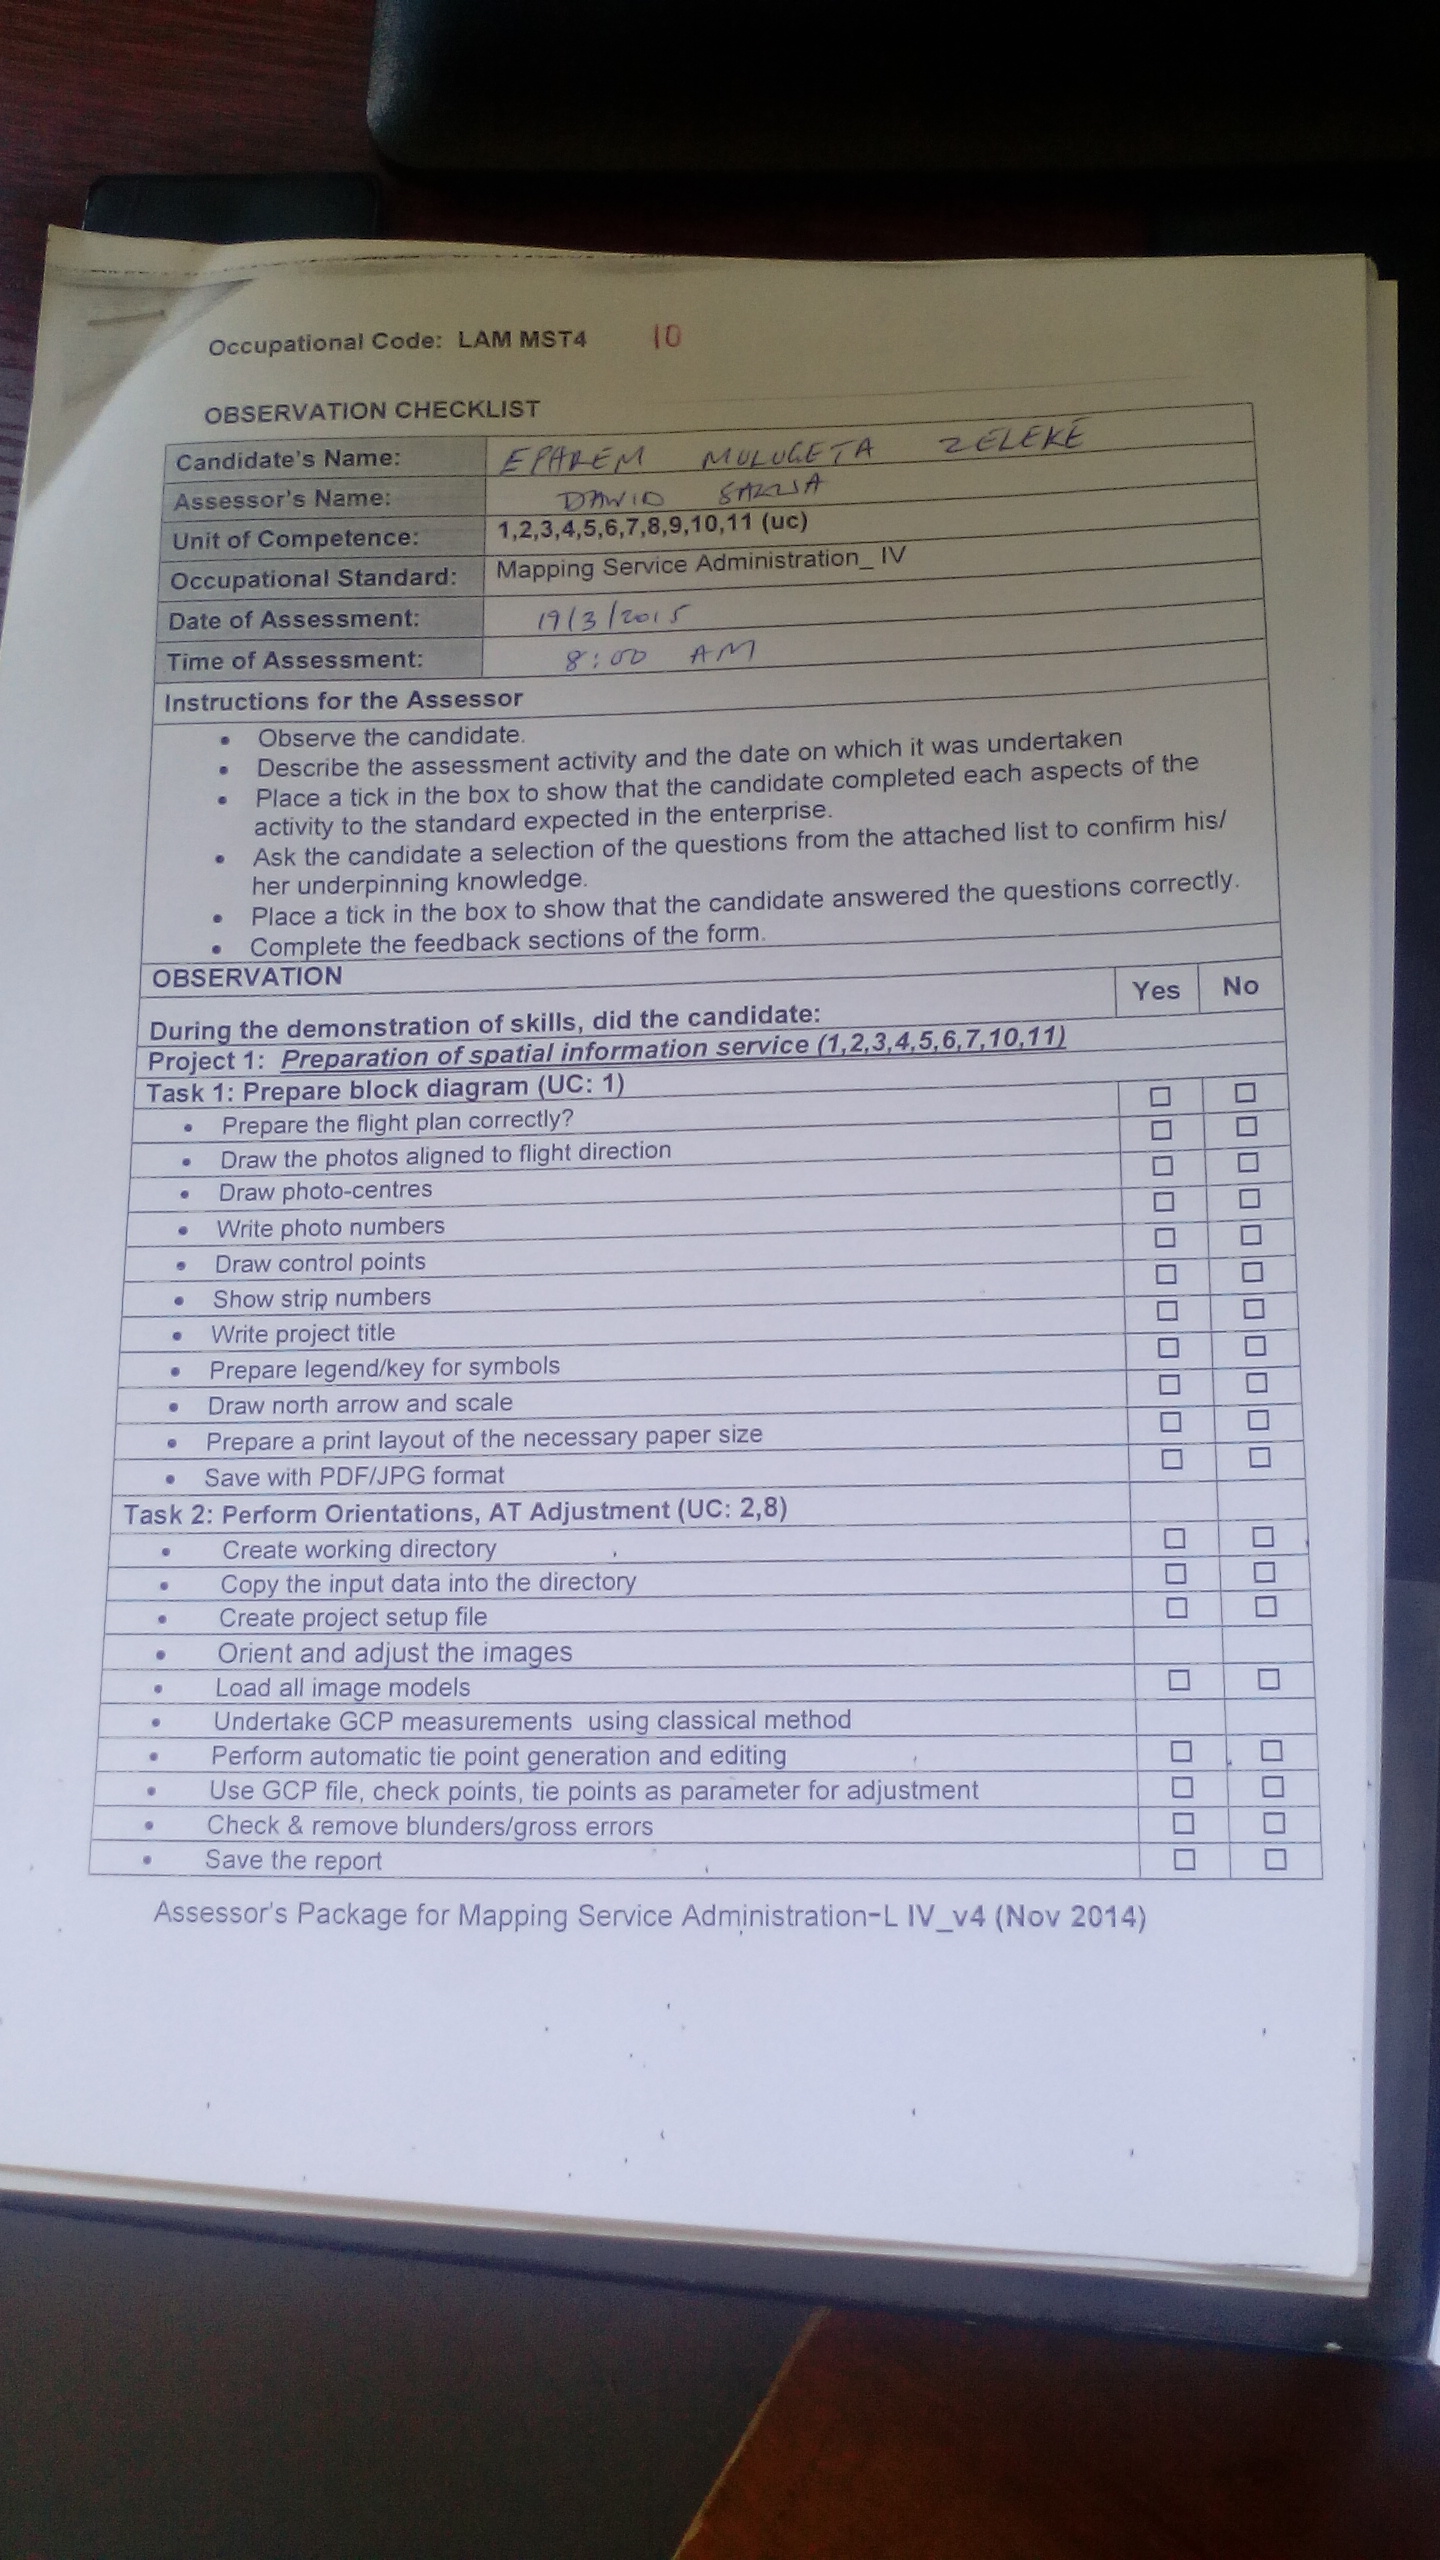 Occupational Code: LAM MST4 10
OBSERVATION CHECKLIST
Candidate's Name: EPHREM MULUGETA ZELEKE
Assessor's Name: DAWID
Unit of Competence: 1,2,3,4,5,6,7,8,9,10,11 (uc)
Occupational Standard: Mapping Service Administration_ IV
Date of Assessment: 19/3/2015
Time of Assessment: 8:00 AM
Instructions for the Assessor
• Observe the candidate.
• Describe the assessment activity and the date on which it was undertaken
• Place a tick in the box to show that the candidate completed each aspects of the
activity to the standard expected in the enterprise.
• Ask the candidate a selection of the questions from the attached list to confirm his/
her underpinning knowledge.
• Place a tick in the box to show that the candidate answered the questions correctly.
• Complete the feedback sections of the form.
OBSERVATION Yes No
During the demonstration of skills, did the candidate:
Project 1: Preparation of spatial information service (1,2,3,4,5,6,7,10,11)
Task 1: Prepare block diagram (UC: 1)
• Prepare the flight plan correctly? □ □
• Draw the photos aligned to flight direction □ □
• Draw photo-centres □ □
• Write photo numbers □ □
• Draw control points □ □
• Show strip numbers □ □
• Write project title □ □
• Prepare legend/key for symbols □ □
• Draw north arrow and scale □ □
• Prepare a print layout of the necessary paper size □ □
• Save with PDF/JPG format □ □
Task 2: Perform Orientations, AT Adjustment (UC: 2,8)
• Create working directory □ □
• Copy the input data into the directory □ □
• Create project setup file □ □
• Orient and adjust the images
• Load all image models □ □
• Undertake GCP measurements using classical method
• Perform automatic tie point generation and editing □ □
• Use GCP file, check points, tie points as parameter for adjustment □ □
• Check & remove blunders/gross errors □ □
• Save the report □ □
Assessor's Package for Mapping Service Administration-L IV_v4 (Nov 2014)